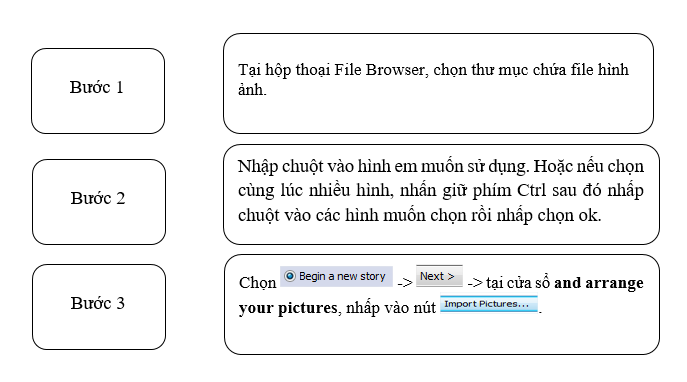 Bước 1
Tại hộp thoại File Browser, chọn thư mục chứa file hình
ảnh.
Bước 2
Nhập chuột vào hình em muốn sử dụng. Hoặc nếu chọn
cùng lúc nhiều hình, nhấn giữ phím Ctrl sau đó nhấp
chuột vào các hình muốn chọn rồi nhấp chọn ok.
Bước 3
Chọn Begin a new story -> Next > -> tại cửa sổ and arrange
your pictures, nhấp vào nút Import Pictures... .